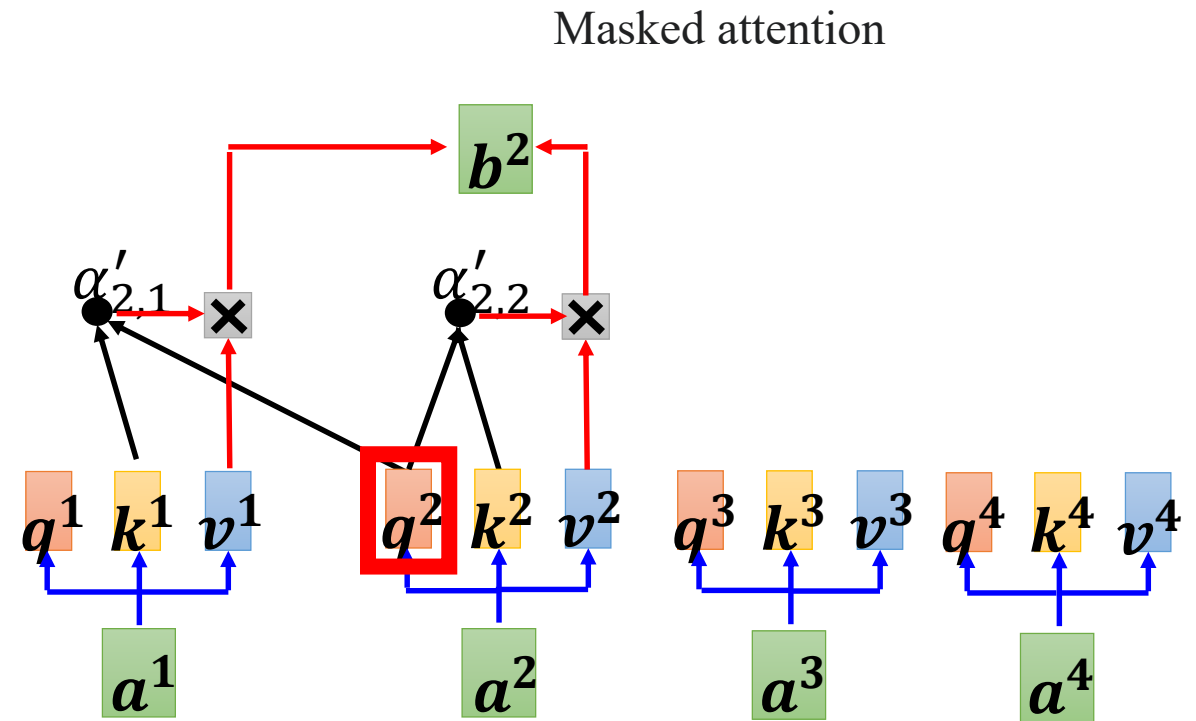 Masked attention
b²
α′₂,₁
α′₂,₂
q¹ k¹ v¹ q² k² v² q³ k³ v³ q⁴ k⁴ v⁴
a¹ a² a³ a⁴